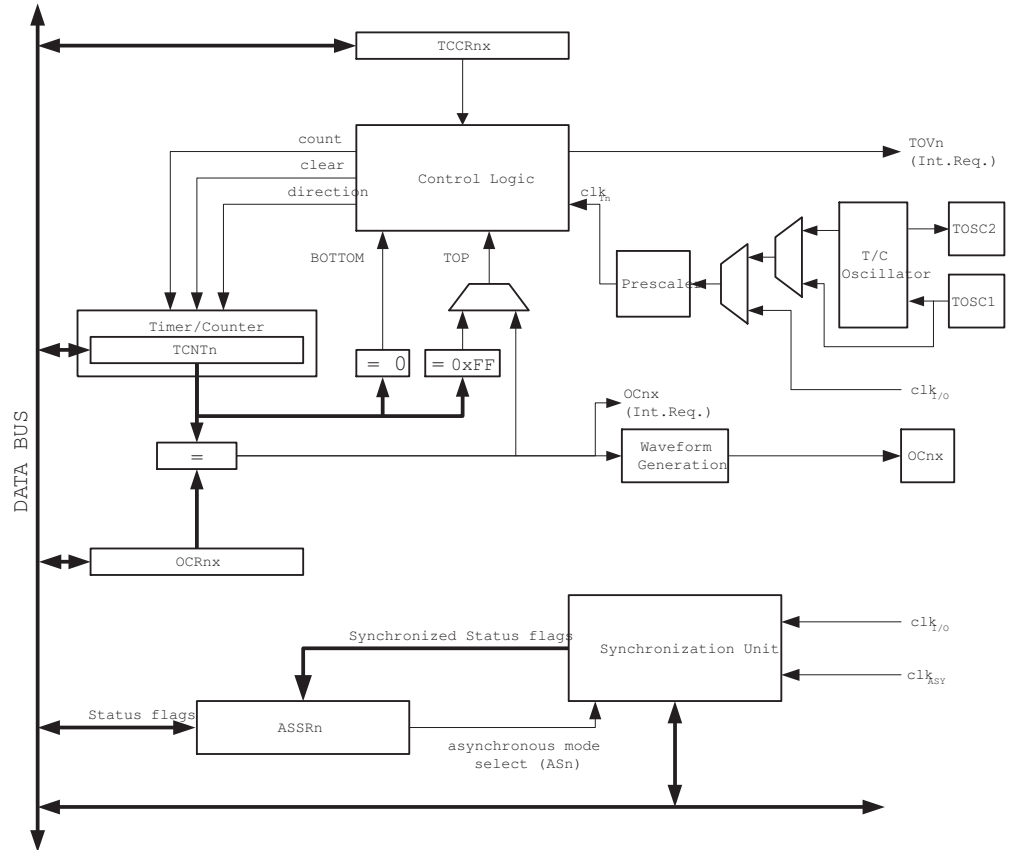 TCCRnx
count
clear
direction
Control Logic
TOVn
(Int.Req.)
clkTn
BOTTOM
TOP
Prescaler
T/C
Oscillator
TOSC2
TOSC1
Timer/Counter
TCNTn
= 0
= 0xFF
clkI/O
OCnx
(Int.Req.)
=
Waveform
Generation
OCnx
DATA BUS
OCRnx
Synchronized Status flags
Synchronization Unit
clkI/O
clkASY
Status flags
ASSRn
asynchronous mode
select (ASn)